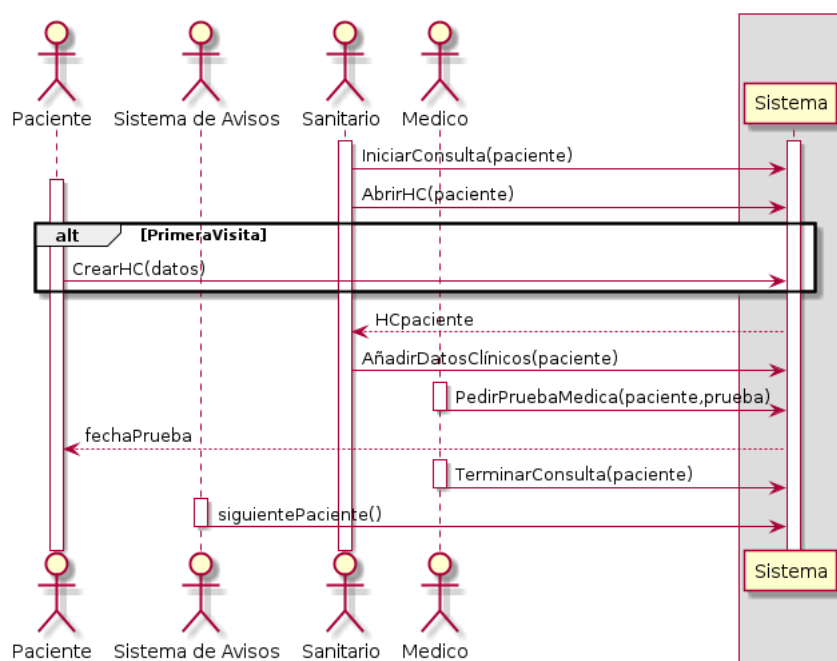 Paciente
Sistema de Avisos
Sanitario
Medico
Sistema
IniciarConsulta(paciente)
AbrirHC(paciente)
alt
[PrimeraVisita]
CrearHC(datos)
HCpaciente
AñadirDatosClínicos(paciente)
PedirPruebaMedica(paciente,prueba)
fechaPrueba
TerminarConsulta(paciente)
siguientePaciente()
Paciente
Sistema de Avisos
Sanitario
Medico
Sistema